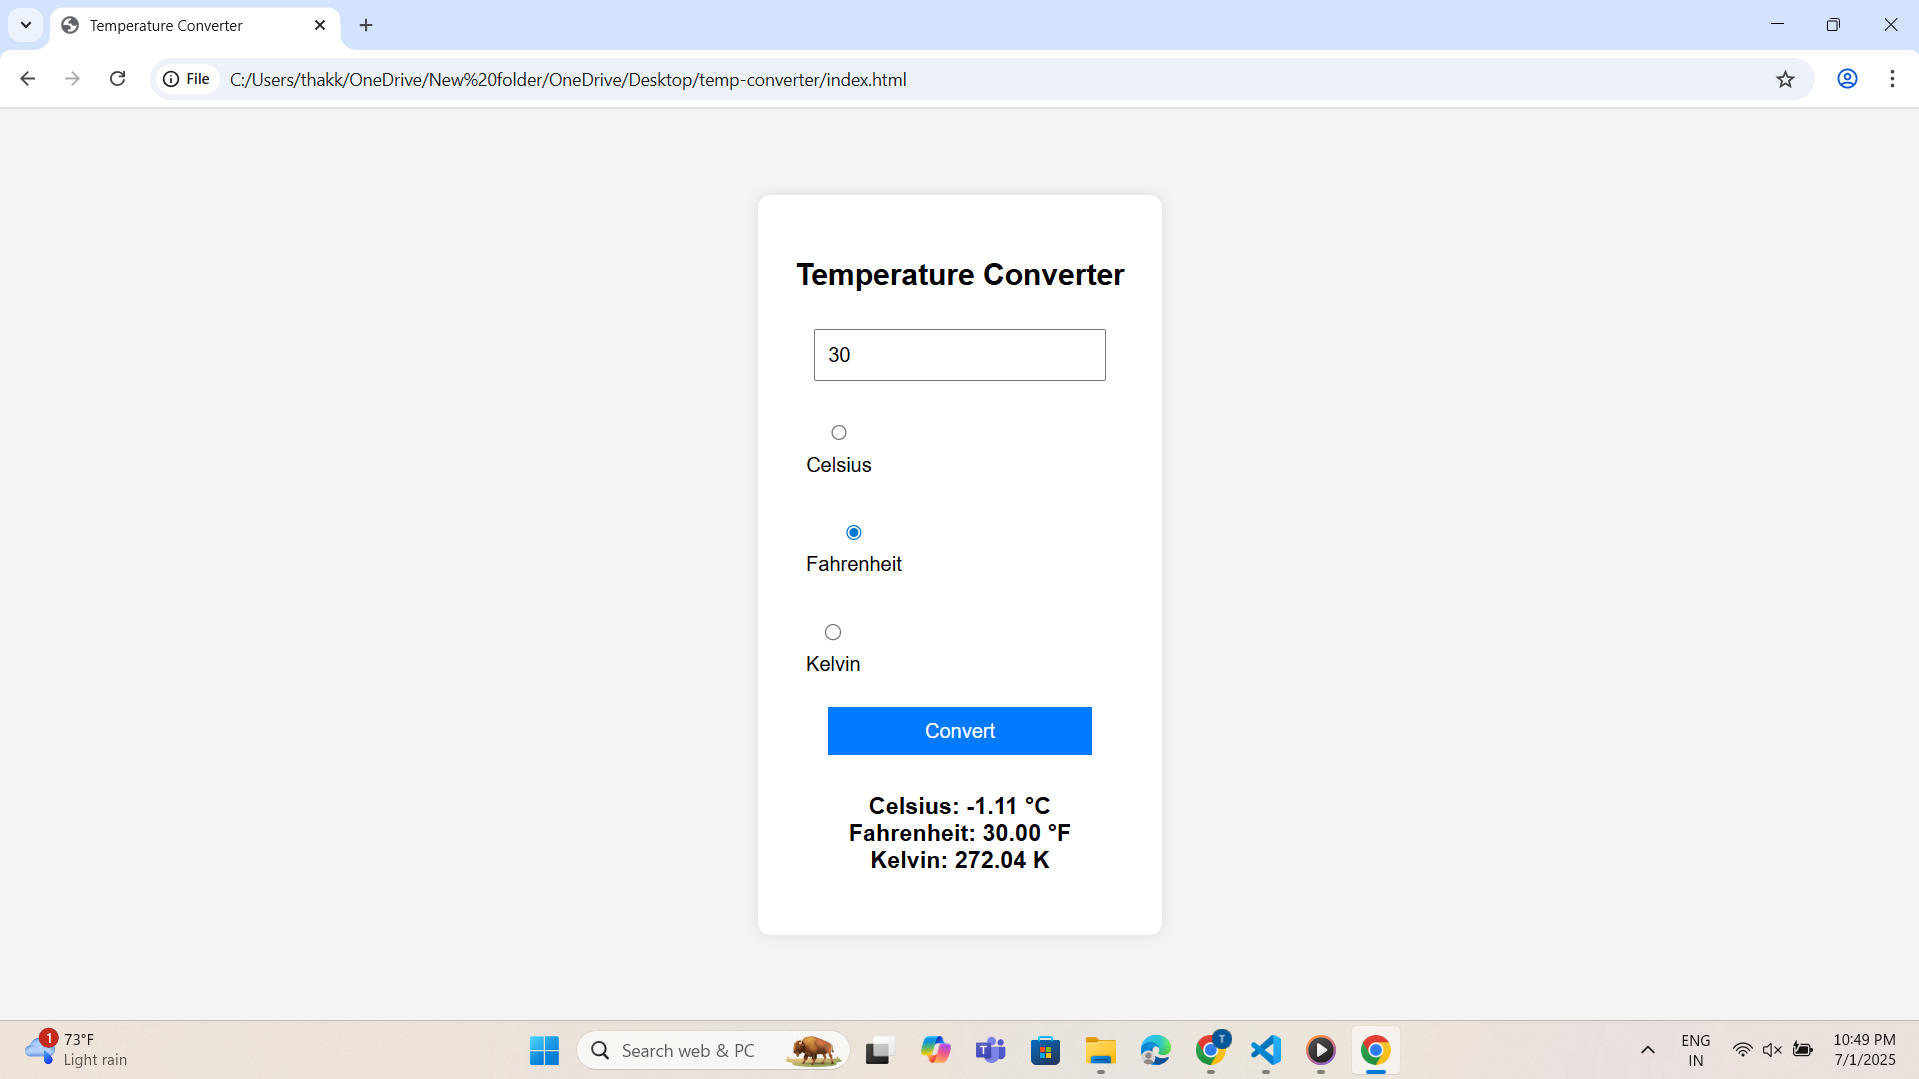 Temperature Converter
File
C:/Users/thakk/OneDrive/New%20folder/OneDrive/Desktop/temp-converter/index.html
Temperature Converter
30
Celsius
Fahrenheit
Kelvin
Convert
Celsius: -1.11 °C
Fahrenheit: 30.00 °F
Kelvin: 272.04 K
1
73°F
Light rain
Search web & PC
T
T
ENG
IN
10:49 PM
7/1/2025